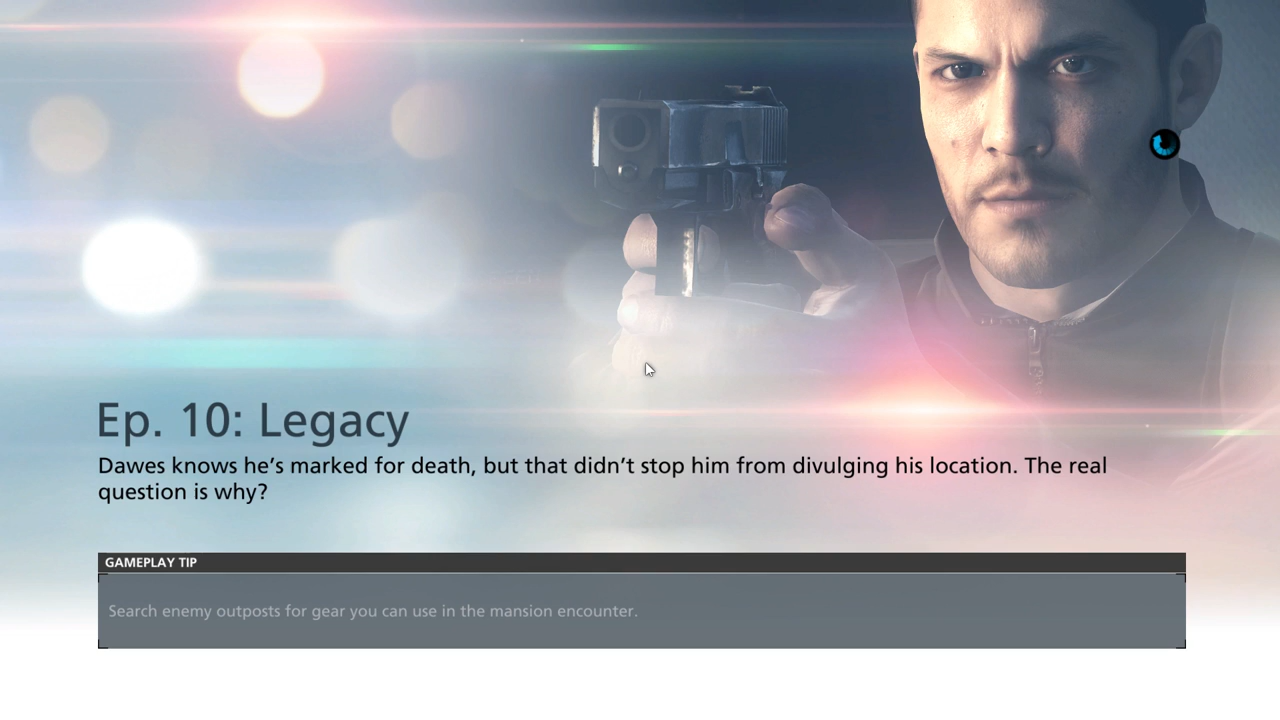 Ep. 10: Legacy
Dawes knows he’s marked for death, but that didn’t stop him from divulging his location. The real
question is why?
GAMEPLAY TIP
Search enemy outposts for gear you can use in the mansion encounter.